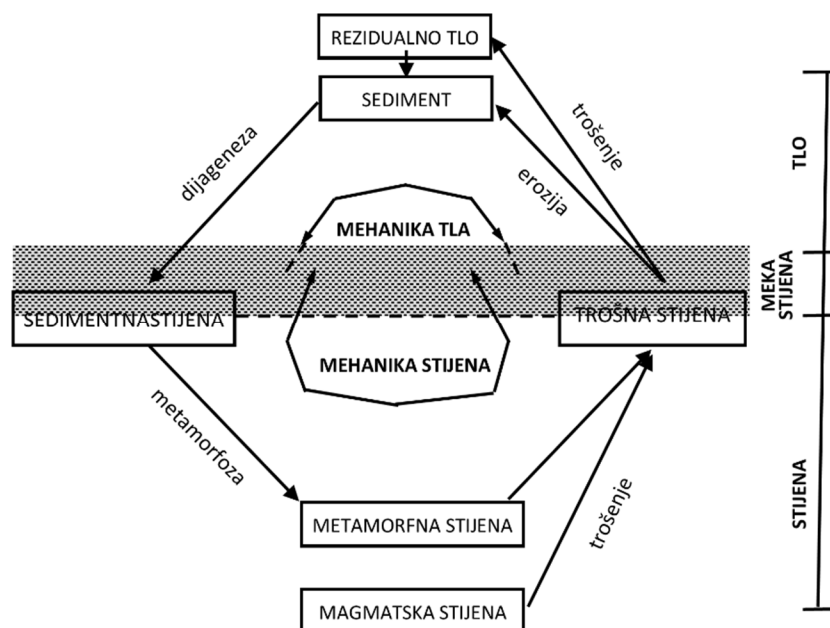 REZIDUALNO TLO
SEDIMENT
trošenje
erozija
dijageneza
TLO
MEHANIKA TLA
MEKA
STIJENA
SEDIMENTNASTIJENA
TROŠNA STIJENA
MEHANIKA STIJENA
metamorfoza
STIJENA
METAMORFNA STIJENA
trošenje
MAGMATSKA STIJENA